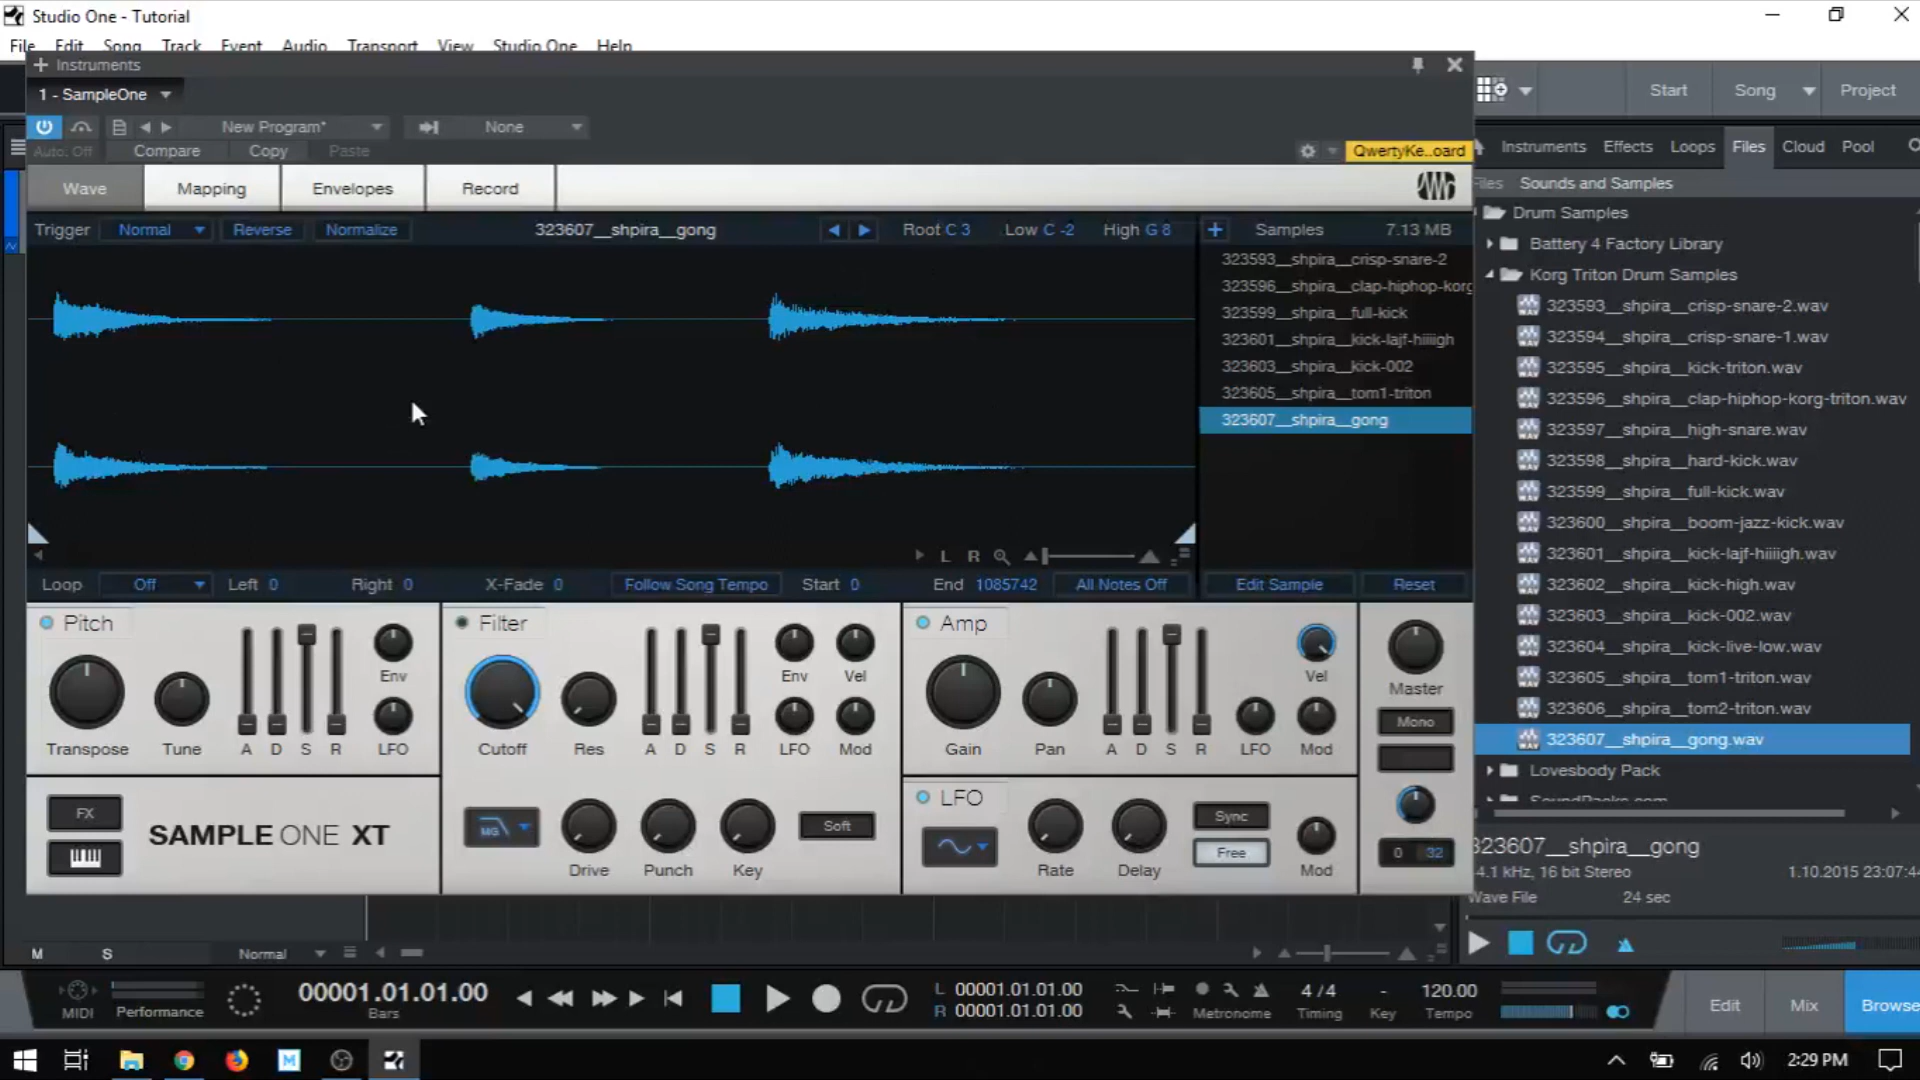 Studio One - Tutorial
File Edit Song Track Event Audio Transport View Studio One Help
Instruments
1 - SampleOne
New Program* None
Auto: Off Compare Copy Paste QwertyKe..oard
Start Song Project
Instruments Effects Loops Files Cloud Pool
Files Sounds and Samples
Wave Mapping Envelopes Record
Trigger Normal Reverse Normalize 323607__shpira__gong Root C 3 Low C -2 High G 8
Samples 7.13 MB
323593__shpira__crisp-snare-2
323596__shpira__clap-hiphop-korg
323599__shpira__full-kick
323601__shpira__kick-lajf-hiiiigh
323603__shpira__kick-002
323605__shpira__tom1-triton
323607__shpira__gong
Drum Samples
Battery 4 Factory Library
Korg Triton Drum Samples
323593__shpira__crisp-snare-2.wav
323594__shpira__crisp-snare-1.wav
323595__shpira__kick-triton.wav
323596__shpira__clap-hiphop-korg-triton.wav
323597__shpira__high-snare.wav
323598__shpira__hard-kick.wav
323599__shpira__full-kick.wav
323600__shpira__boom-jazz-kick.wav
323601__shpira__kick-lajf-hiiiigh.wav
323602__shpira__kick-high.wav
323603__shpira__kick-002.wav
323604__shpira__kick-live-low.wav
323605__shpira__tom1-triton.wav
323606__shpira__tom2-triton.wav
323607__shpira__gong.wav
Lovesbody Pack
SoundPacks.com
L R
Loop Off Left 0 Right 0 X-Fade 0 Follow Song Tempo Start 0 End 1085742 All Notes Off Edit Sample Reset
Pitch
Transpose Tune A D S R Env LFO
Filter
Cutoff Res A D S R Env Vel LFO Mod
MG Drive Punch Key Soft
Amp
Gain Pan A D S R LFO Vel Mod
LFO
Rate Delay Sync Free Mod
Master
Mono
0 32
FX
SAMPLE ONE XT
323607__shpira__gong
4.1 kHz, 16 bit Stereo 1.10.2015 23:07:44
Wave File 24 sec
M S Normal
MIDI Performance
00001.01.01.00
Bars
L 00001.01.01.00
R 00001.01.01.00
Metronome
4 / 4 Timing
- Key
120.00 Tempo
Edit Mix Browse
2:29 PM